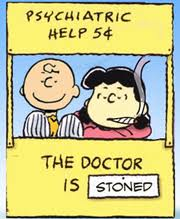 PSYCHIATRIC
HELP 5¢
THE DOCTOR
IS STONED